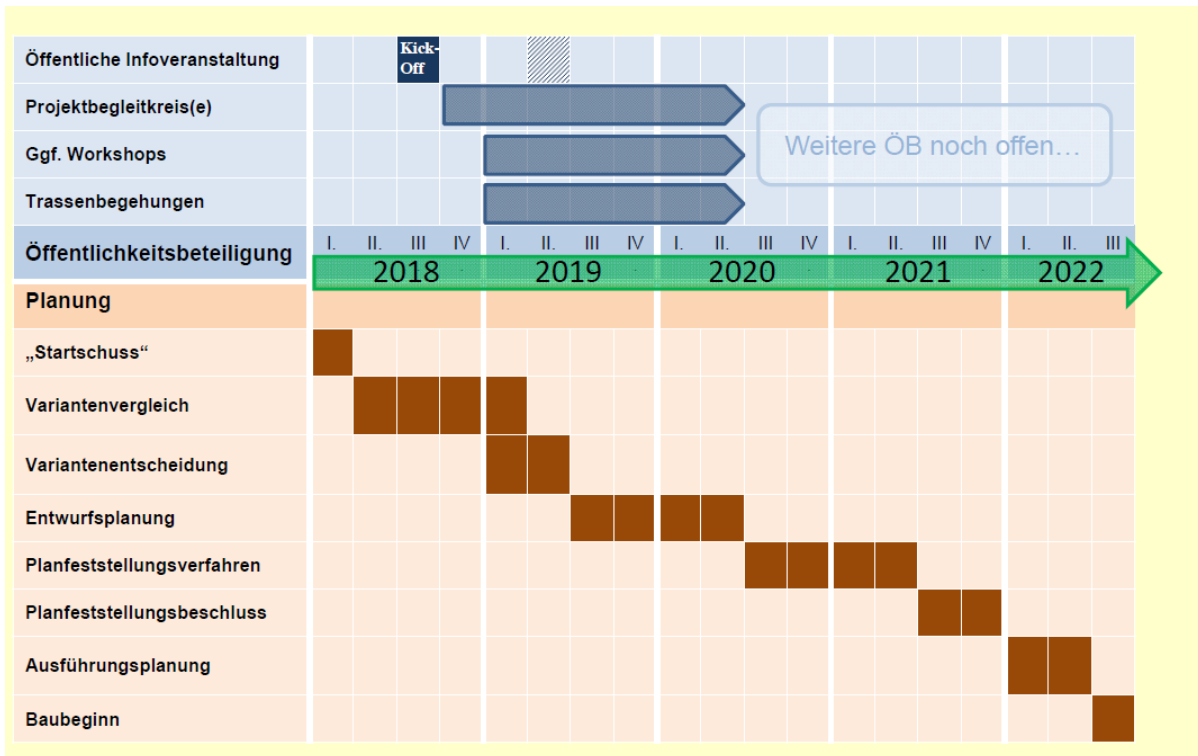 Öffentliche Infoveranstaltung
Kick-
Off
Projektbegleitkreis(e)
Ggf. Workshops
Weitere ÖB noch offen...
Trassenbegehungen
Öffentlichkeitsbeteiligung
I. II. III IV I. II. III IV I. II. III IV I. II. III IV I. II. III
2018 2019 2020 2021 2022
Planung
„Startschuss“
Variantenvergleich
Variantenentscheidung
Entwurfsplanung
Planfeststellungsverfahren
Planfeststellungsbeschluss
Ausführungsplanung
Baubeginn